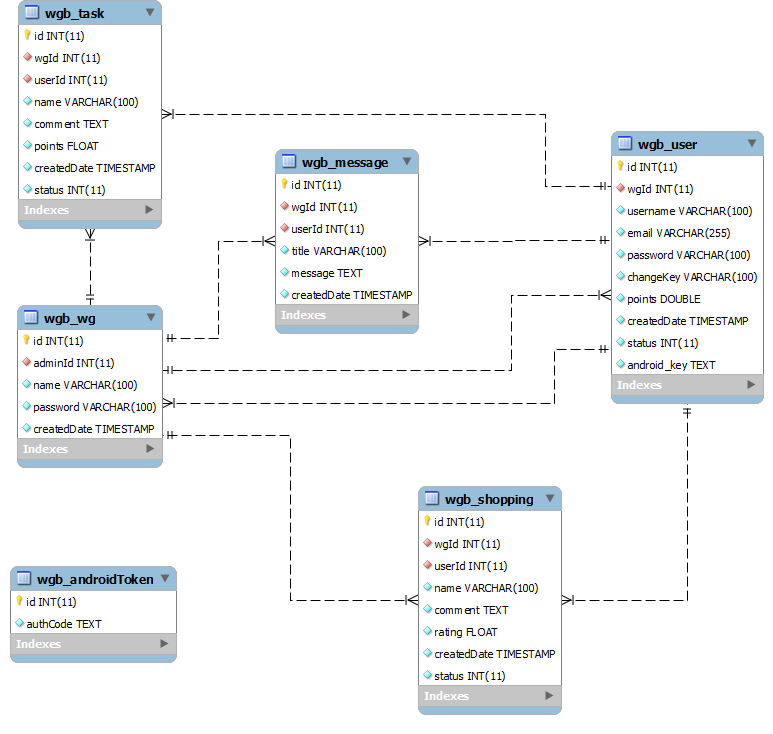 wgb_task
id INT(11)
wgId INT(11)
userId INT(11)
name VARCHAR(100)
comment TEXT
points FLOAT
createdDate TIMESTAMP
status INT(11)
Indexes
wgb_message
id INT(11)
wgId INT(11)
userId INT(11)
title VARCHAR(100)
message TEXT
createdDate TIMESTAMP
Indexes
wgb_user
id INT(11)
wgId INT(11)
username VARCHAR(100)
email VARCHAR(255)
password VARCHAR(100)
changeKey VARCHAR(100)
points DOUBLE
createdDate TIMESTAMP
status INT(11)
android_key TEXT
Indexes
wgb_wg
id INT(11)
adminId INT(11)
name VARCHAR(100)
password VARCHAR(100)
createdDate TIMESTAMP
Indexes
wgb_shopping
id INT(11)
wgId INT(11)
userId INT(11)
name VARCHAR(100)
comment TEXT
rating FLOAT
createdDate TIMESTAMP
status INT(11)
Indexes
wgb_androidToken
id INT(11)
authCode TEXT
Indexes